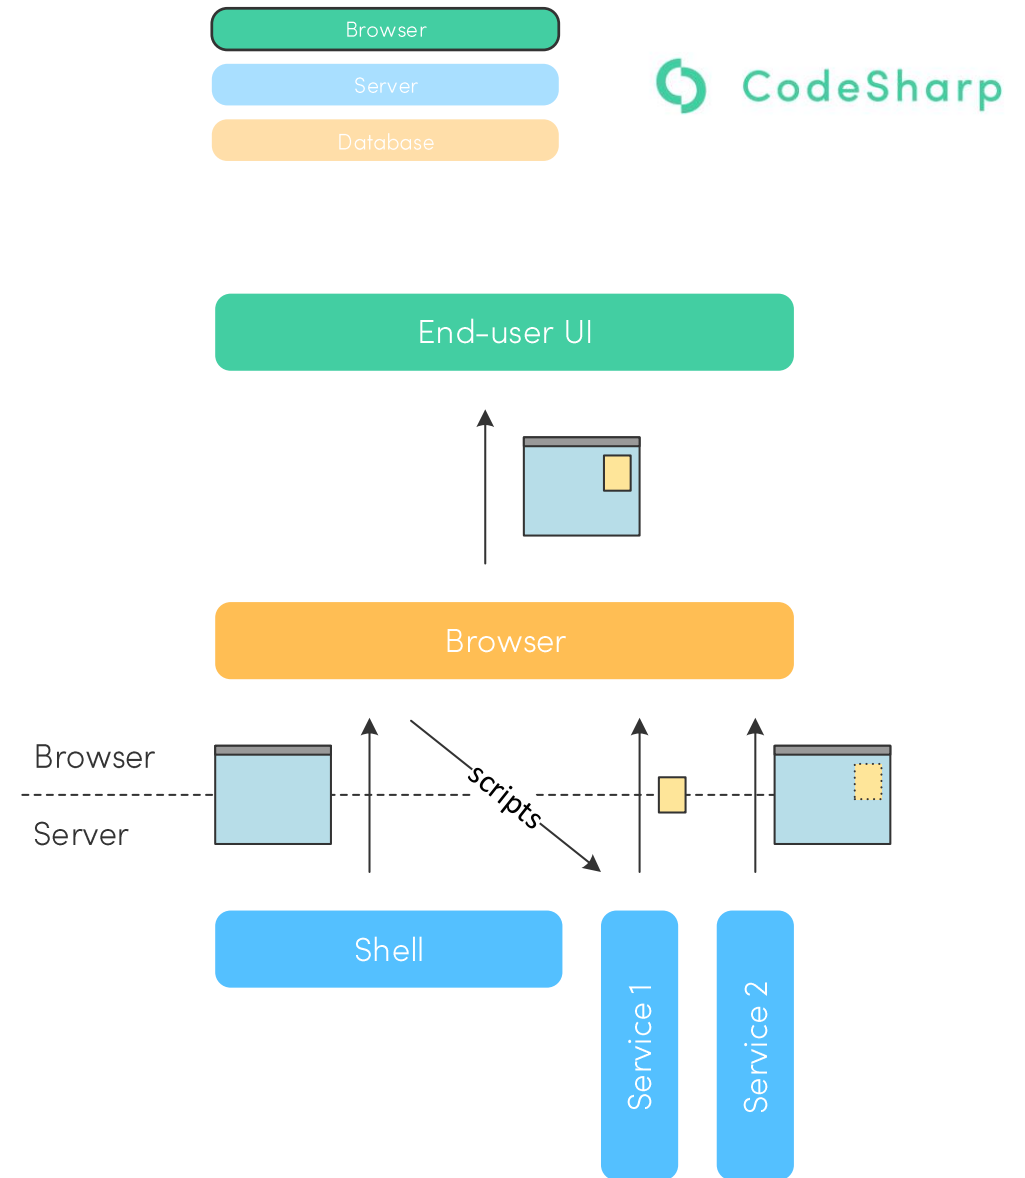 Browser
Server
Database
CodeSharp
End-user UI
Browser
Browser
Server
scripts
Shell
Service 1
Service 2